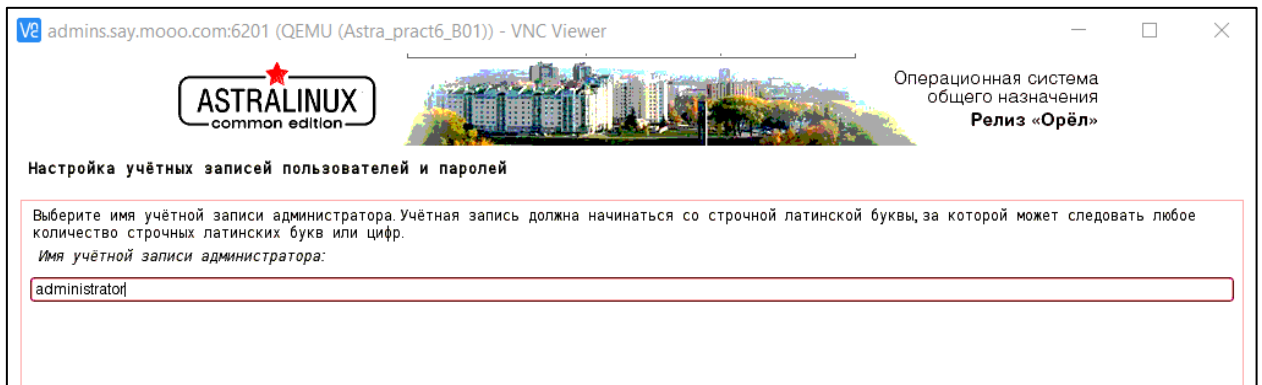 V2 admins.say.mooo.com:6201 (QEMU (Astra_pract6_B01)) - VNC Viewer
ASTRALINUX
common edition
Операционная система
общего назначения
Релиз «Орёл»
Настройка учётных записей пользователей и паролей
Выберите имя учётной записи администратора. Учётная запись должна начинаться со строчной латинской буквы, за которой может следовать любое
количество строчных латинских букв или цифр.
Имя учётной записи администратора:
administrator